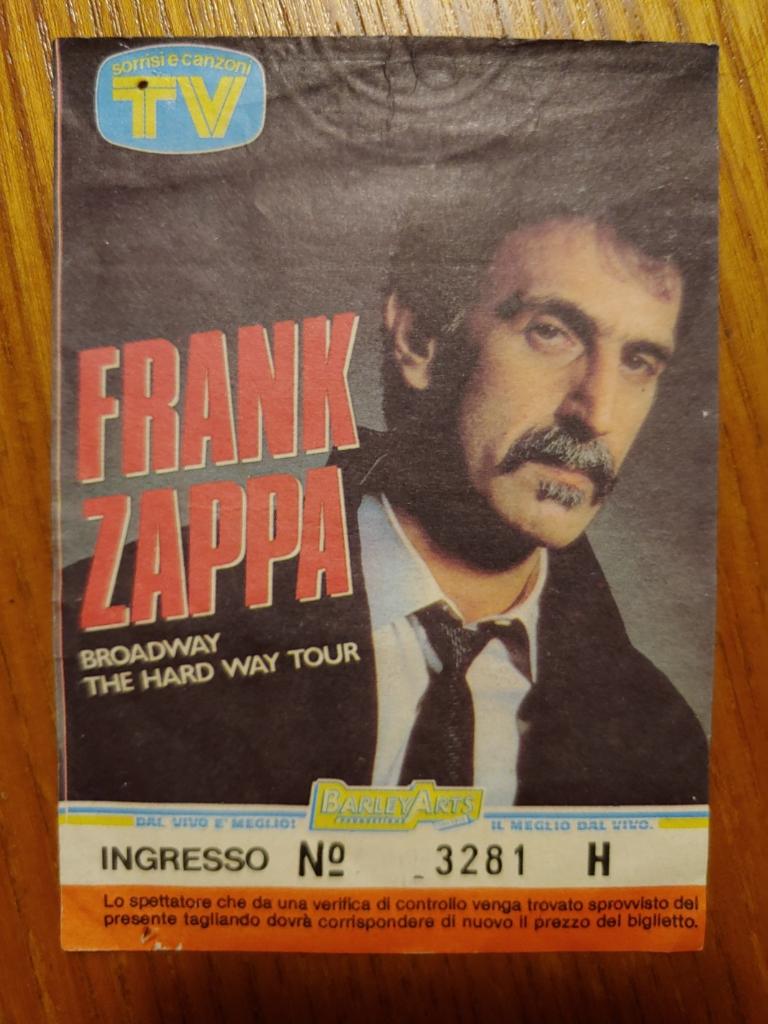 sorrisi e canzoni
TV
FRANK
ZAPPA
BROADWAY
THE HARD WAY TOUR
BARLEY ARTS
DAL VIVO E' MEGLIO! IL MEGLIO DAL VIVO.
INGRESSO Nº 3281 H
Lo spettatore che da una verifica di controllo venga trovato sprovvisto del
presente tagliando dovrà corrispondere di nuovo il prezzo del biglietto.